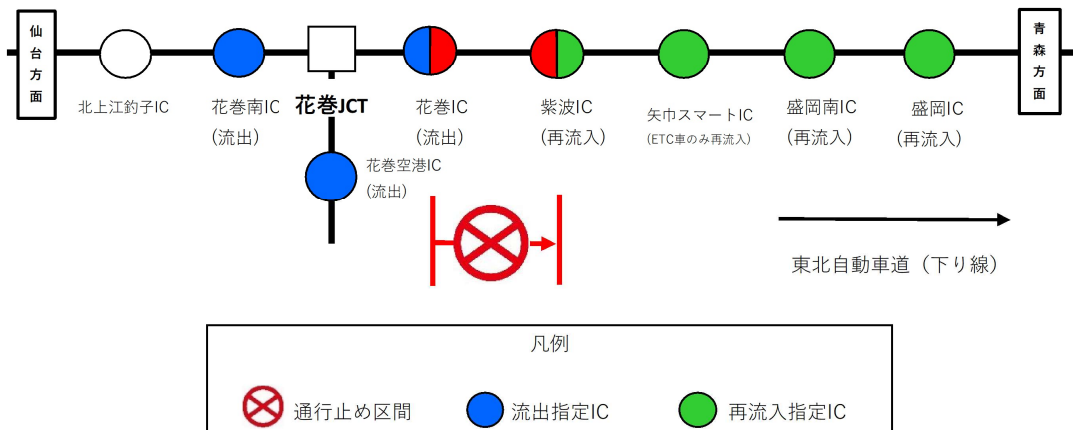 仙台方面
青森方面
北上江釣子IC
花巻南IC
(流出)
花巻JCT
花巻IC
(流出)
紫波IC
(再流入)
矢巾スマートIC
(ETC車のみ再流入)
盛岡南IC
(再流入)
盛岡IC
(再流入)
花巻空港IC
(流出)
東北自動車道（下り線）
凡例
通行止め区間
流出指定IC
再流入指定IC